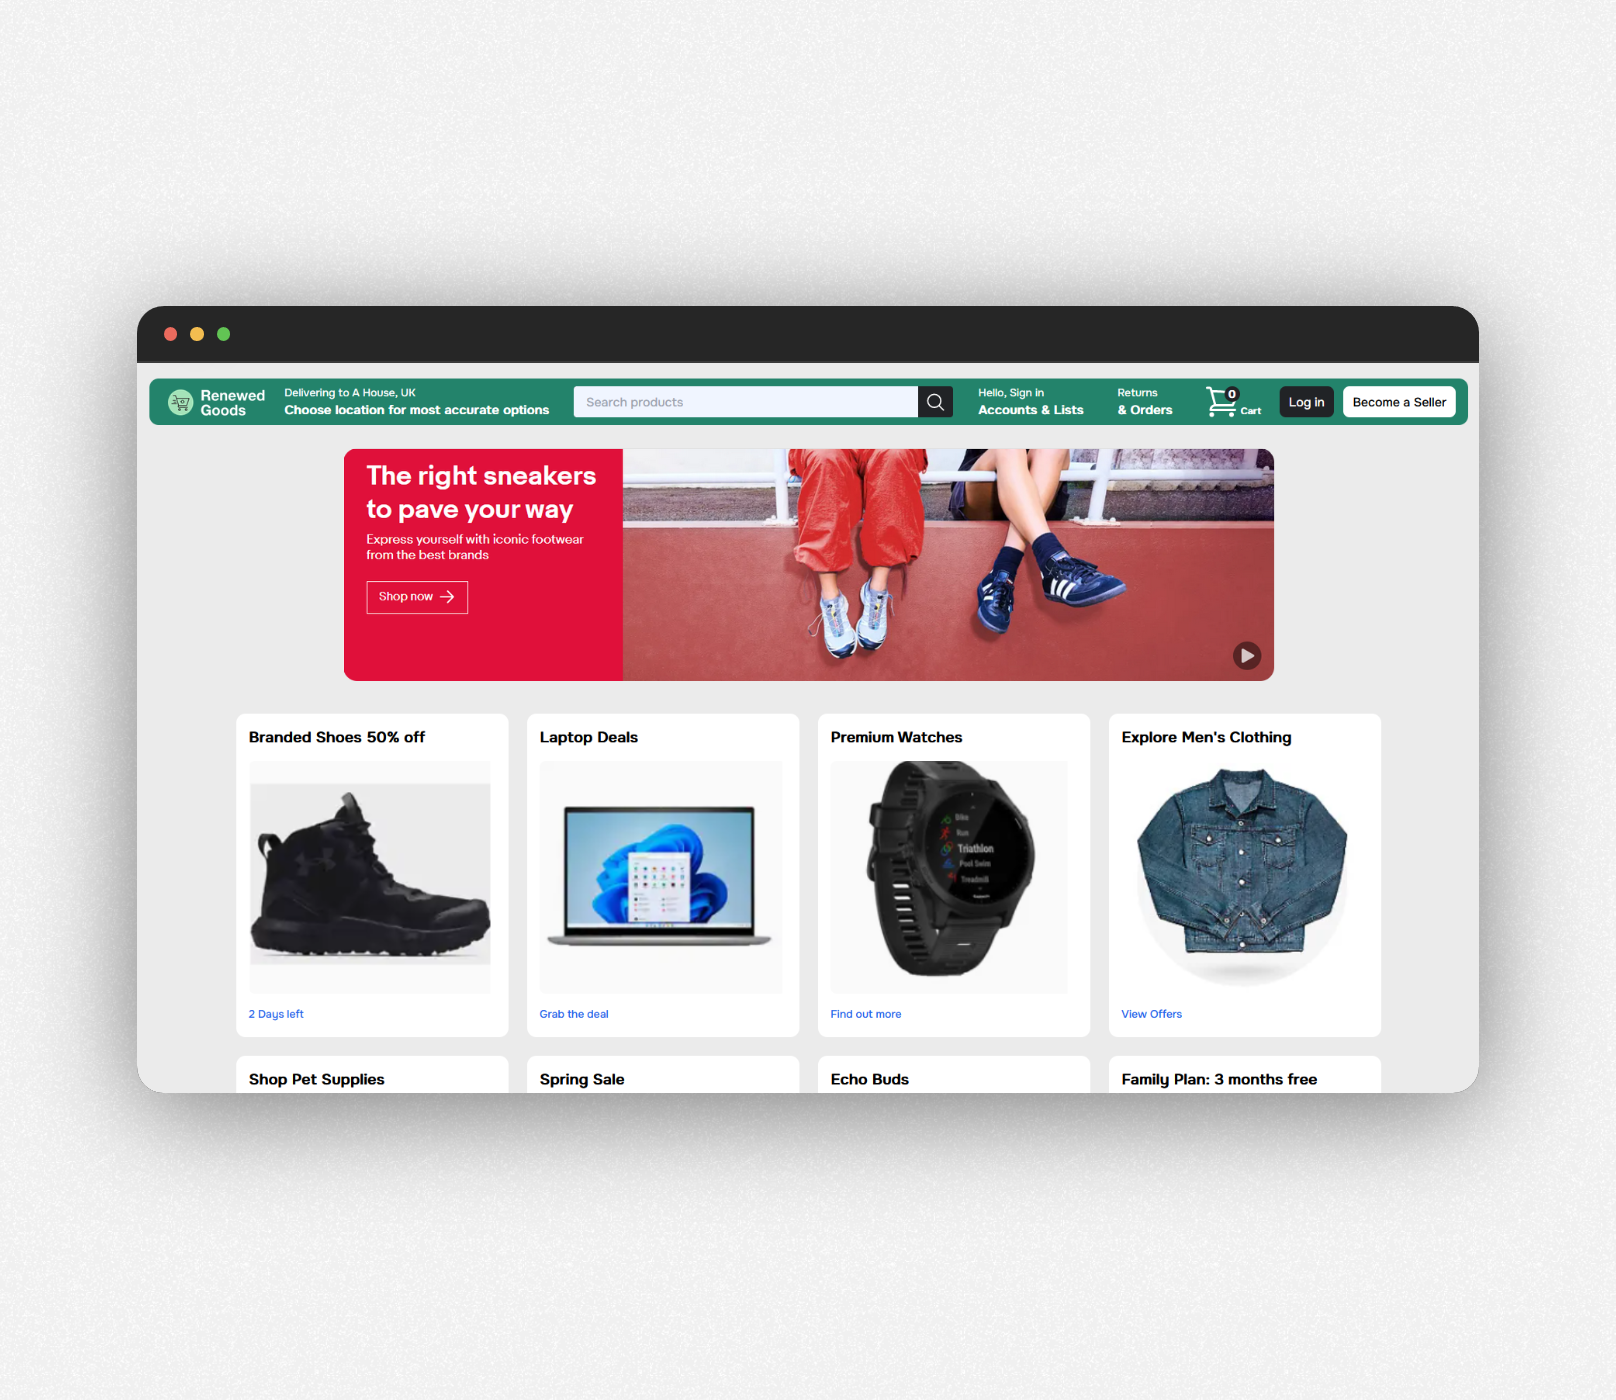 Renewed
Goods
Delivering to A House, UK
Choose location for most accurate options
Search products
Hello, Sign in
Accounts & Lists
Returns
& Orders
0
Cart
Log in
Become a Seller
The right sneakers
to pave your way
Express yourself with iconic footwear
from the best brands
Shop now
Branded Shoes 50% off
Laptop Deals
Premium Watches
Explore Men's Clothing
Bike
Run
Triathlon
Pool Swim
Treadmill
2 Days left
Grab the deal
Find out more
View Offers
Shop Pet Supplies
Spring Sale
Echo Buds
Family Plan: 3 months free